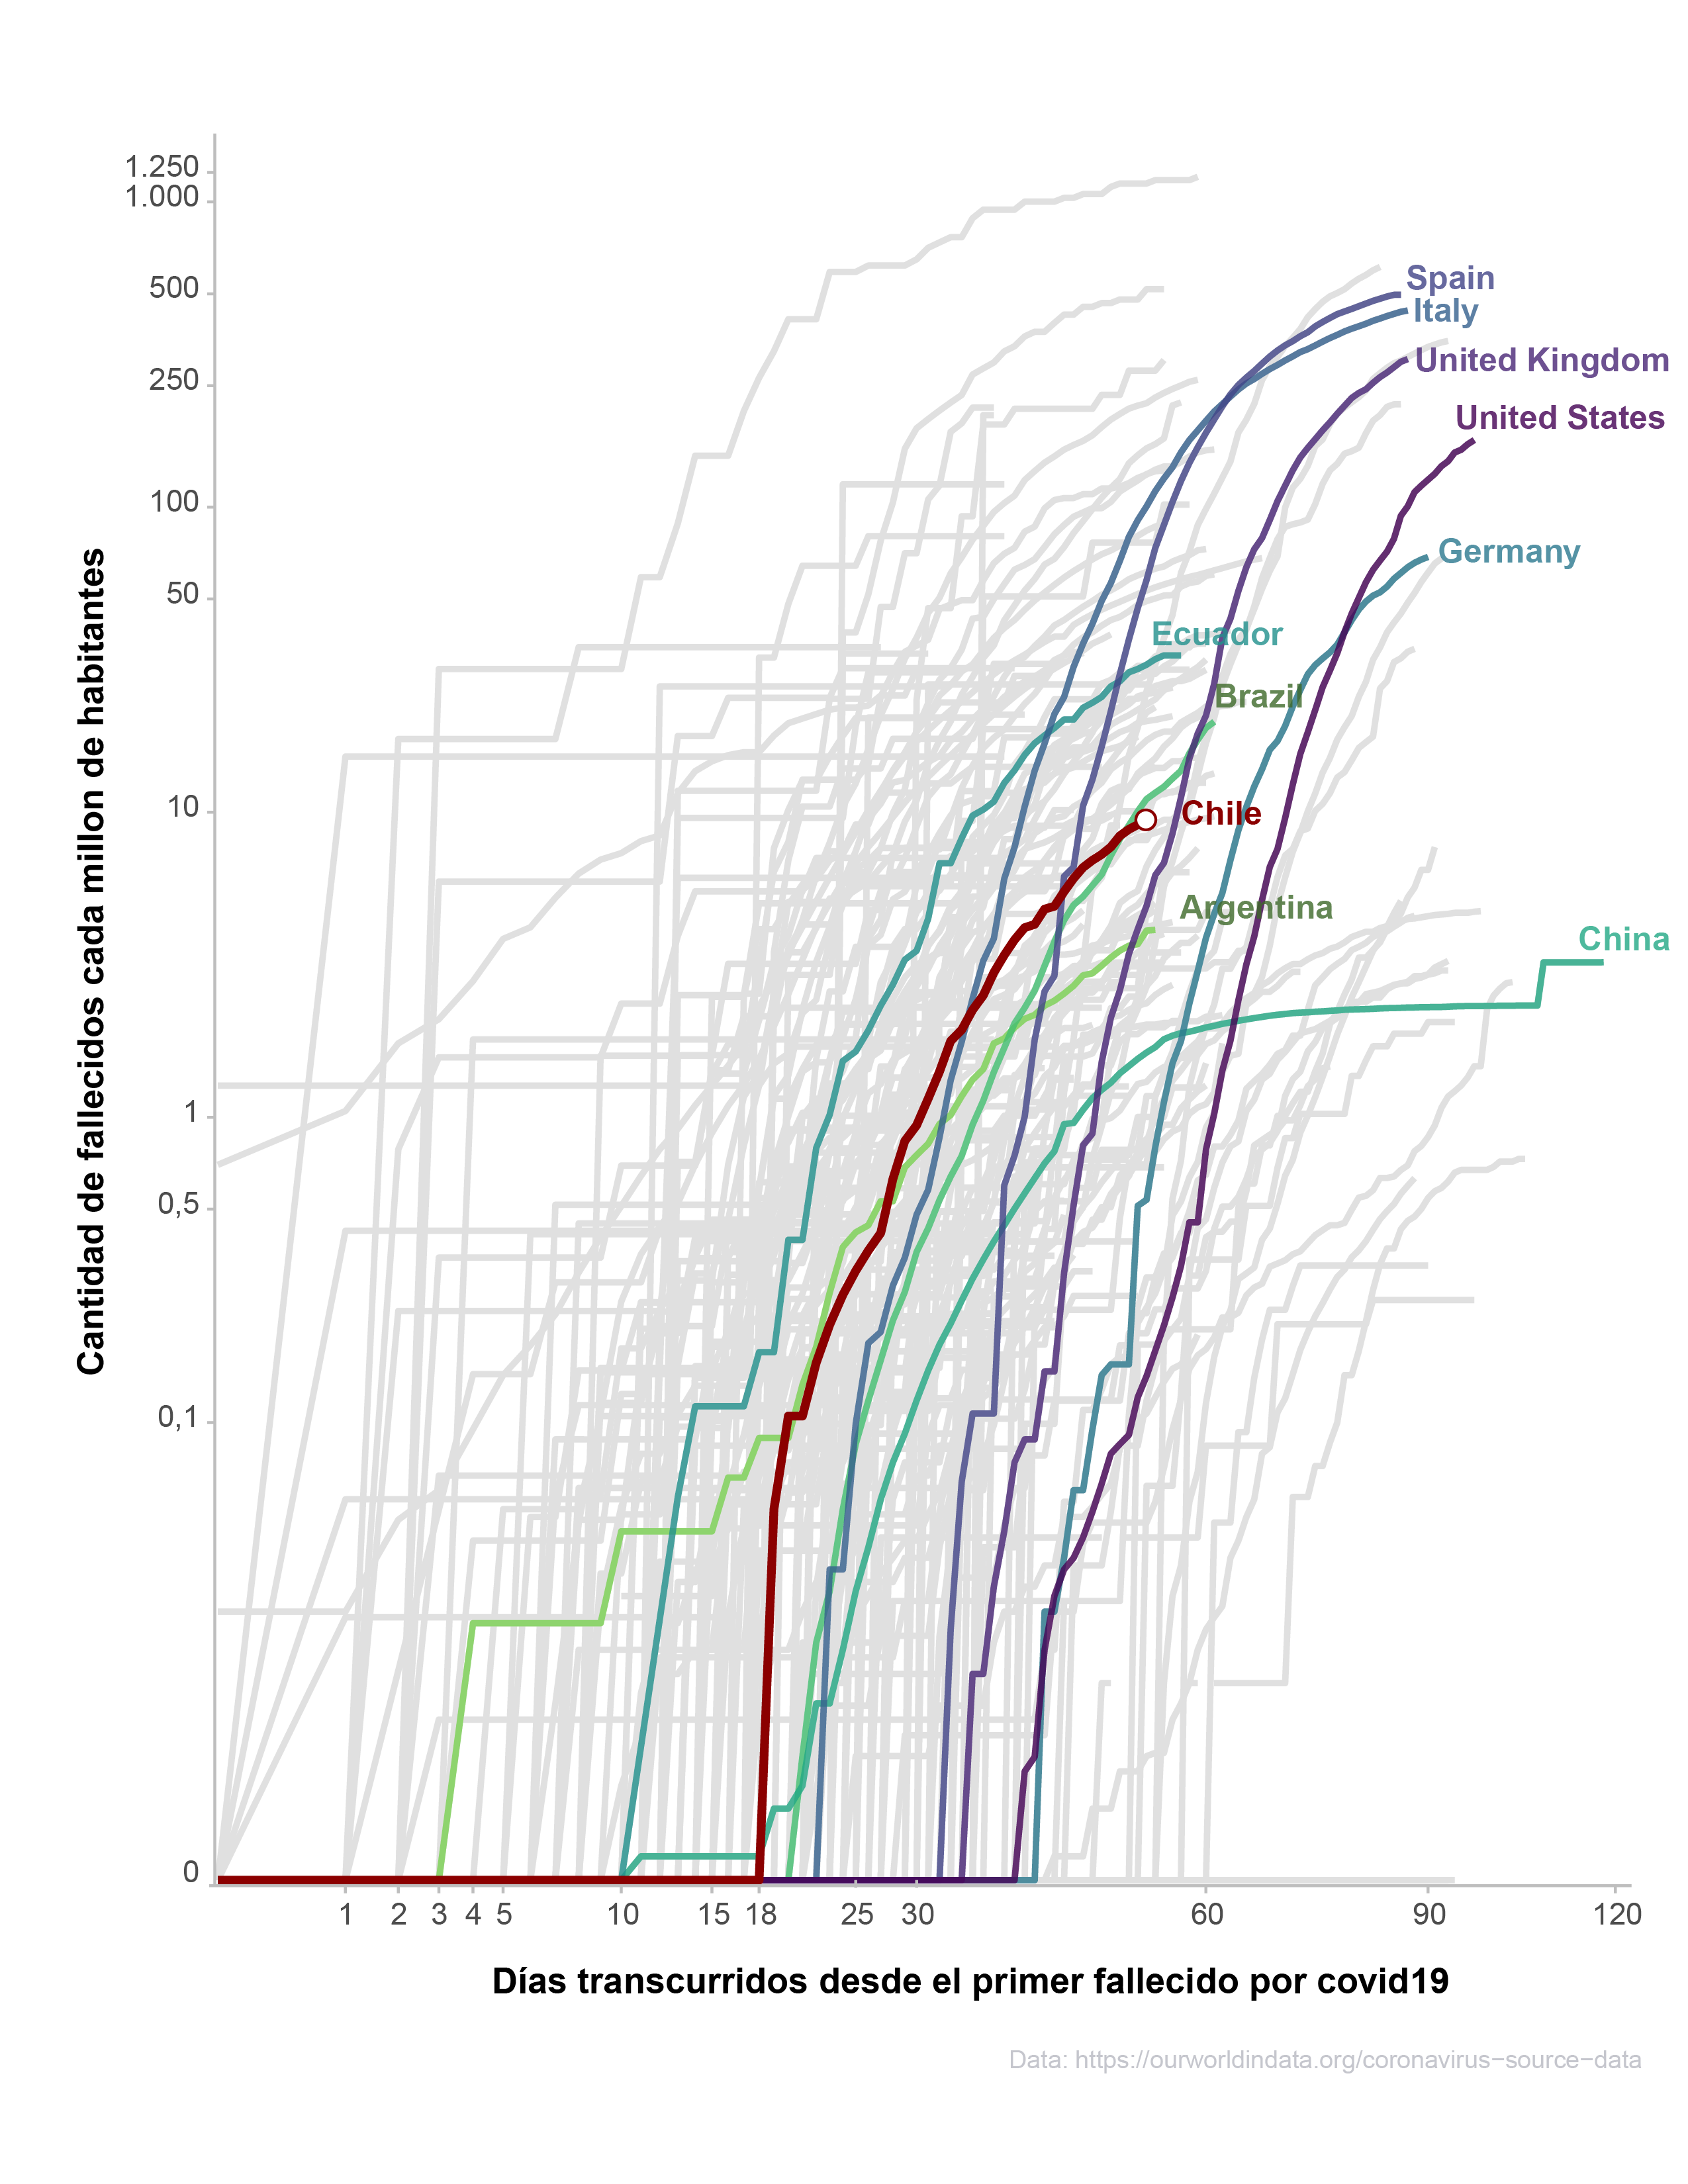 1.250
1.000
500
250
100
50
10
1
0,5
0,1
0
Cantidad de fallecidos cada millon de habitantes
Spain
Italy
United Kingdom
United States
Germany
Ecuador
Brazil
Chile
Argentina
China
1 2 3 4 5 10 15 18 25 30 60 90 120
Días transcurridos desde el primer fallecido por covid19
Data: https://ourworldindata.org/coronavirus−source−data